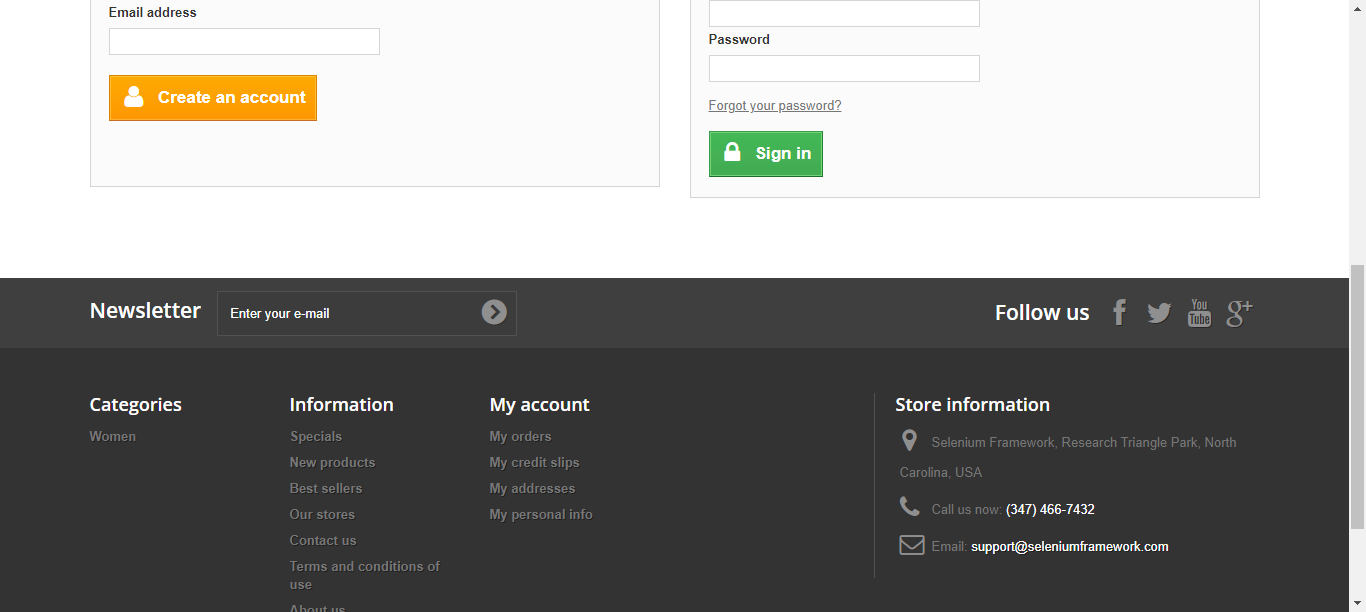 Email address
Create an account
Password
Forgot your password?
Sign in
Newsletter
Enter your e-mail
Follow us
You
Tube
g+
Categories
Women
Information
Specials
New products
Best sellers
Our stores
Contact us
Terms and conditions of
use
About us
My account
My orders
My credit slips
My addresses
My personal info
Store information
Selenium Framework, Research Triangle Park, North
Carolina, USA
Call us now: (347) 466-7432
Email: support@seleniumframework.com